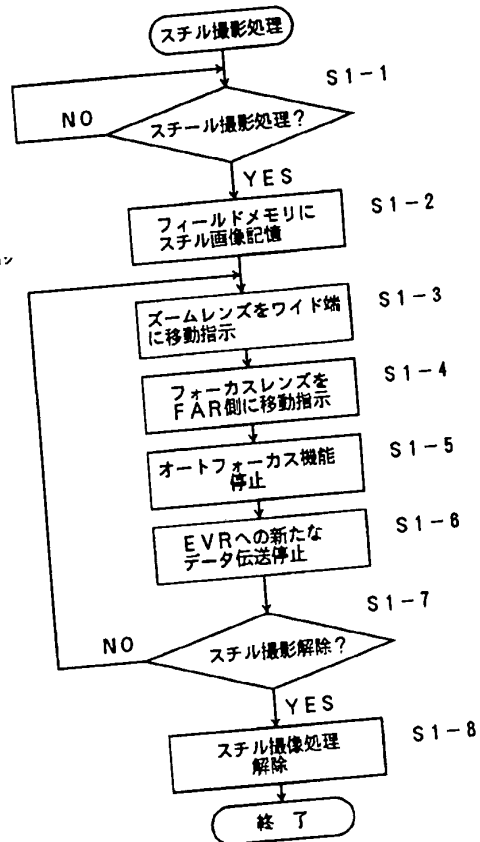 スチル撮影処理
S1-1
NO
スチール撮影処理?
YES
S1-2
フィールドメモリに
スチル画像記憶
ン
S1-3
ズームレンズをワイド端
に移動指示
S1-4
フォーカスレンズを
FAR側に移動指示
S1-5
オートフォーカス機能
停止
S1-6
EVRへの新たな
データ伝送停止
S1-7
NO
スチル撮影解除?
YES
S1-8
スチル撮像処理
解除
終了